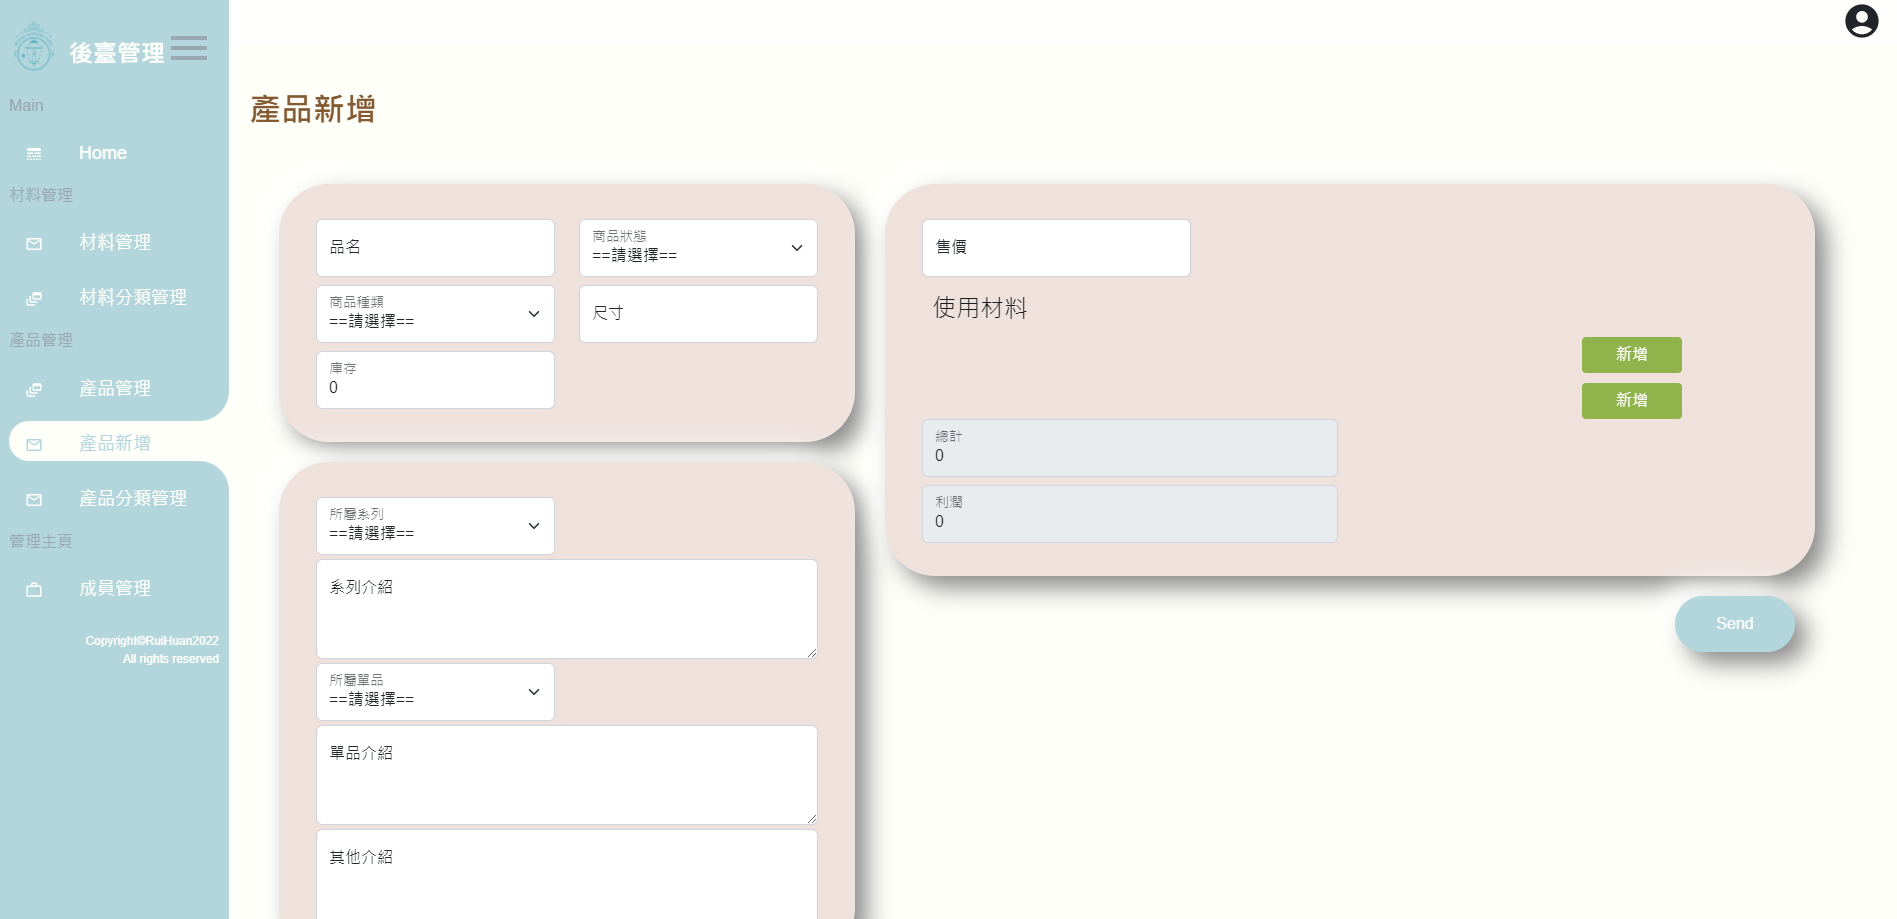 後臺管理
Main
Home
材料管理
材料管理
材料分類管理
產品管理
產品管理
產品新增
產品分類管理
管理主頁
成員管理
Copyright©RuiHuan2022
All rights reserved
產品新增
品名
商品狀態
==請選擇==
商品種類
==請選擇==
尺寸
庫存
0
所屬系列
==請選擇==
系列介紹
所屬單品
==請選擇==
單品介紹
其他介紹
售價
使用材料
新增
新增
總計
0
利潤
0
Send